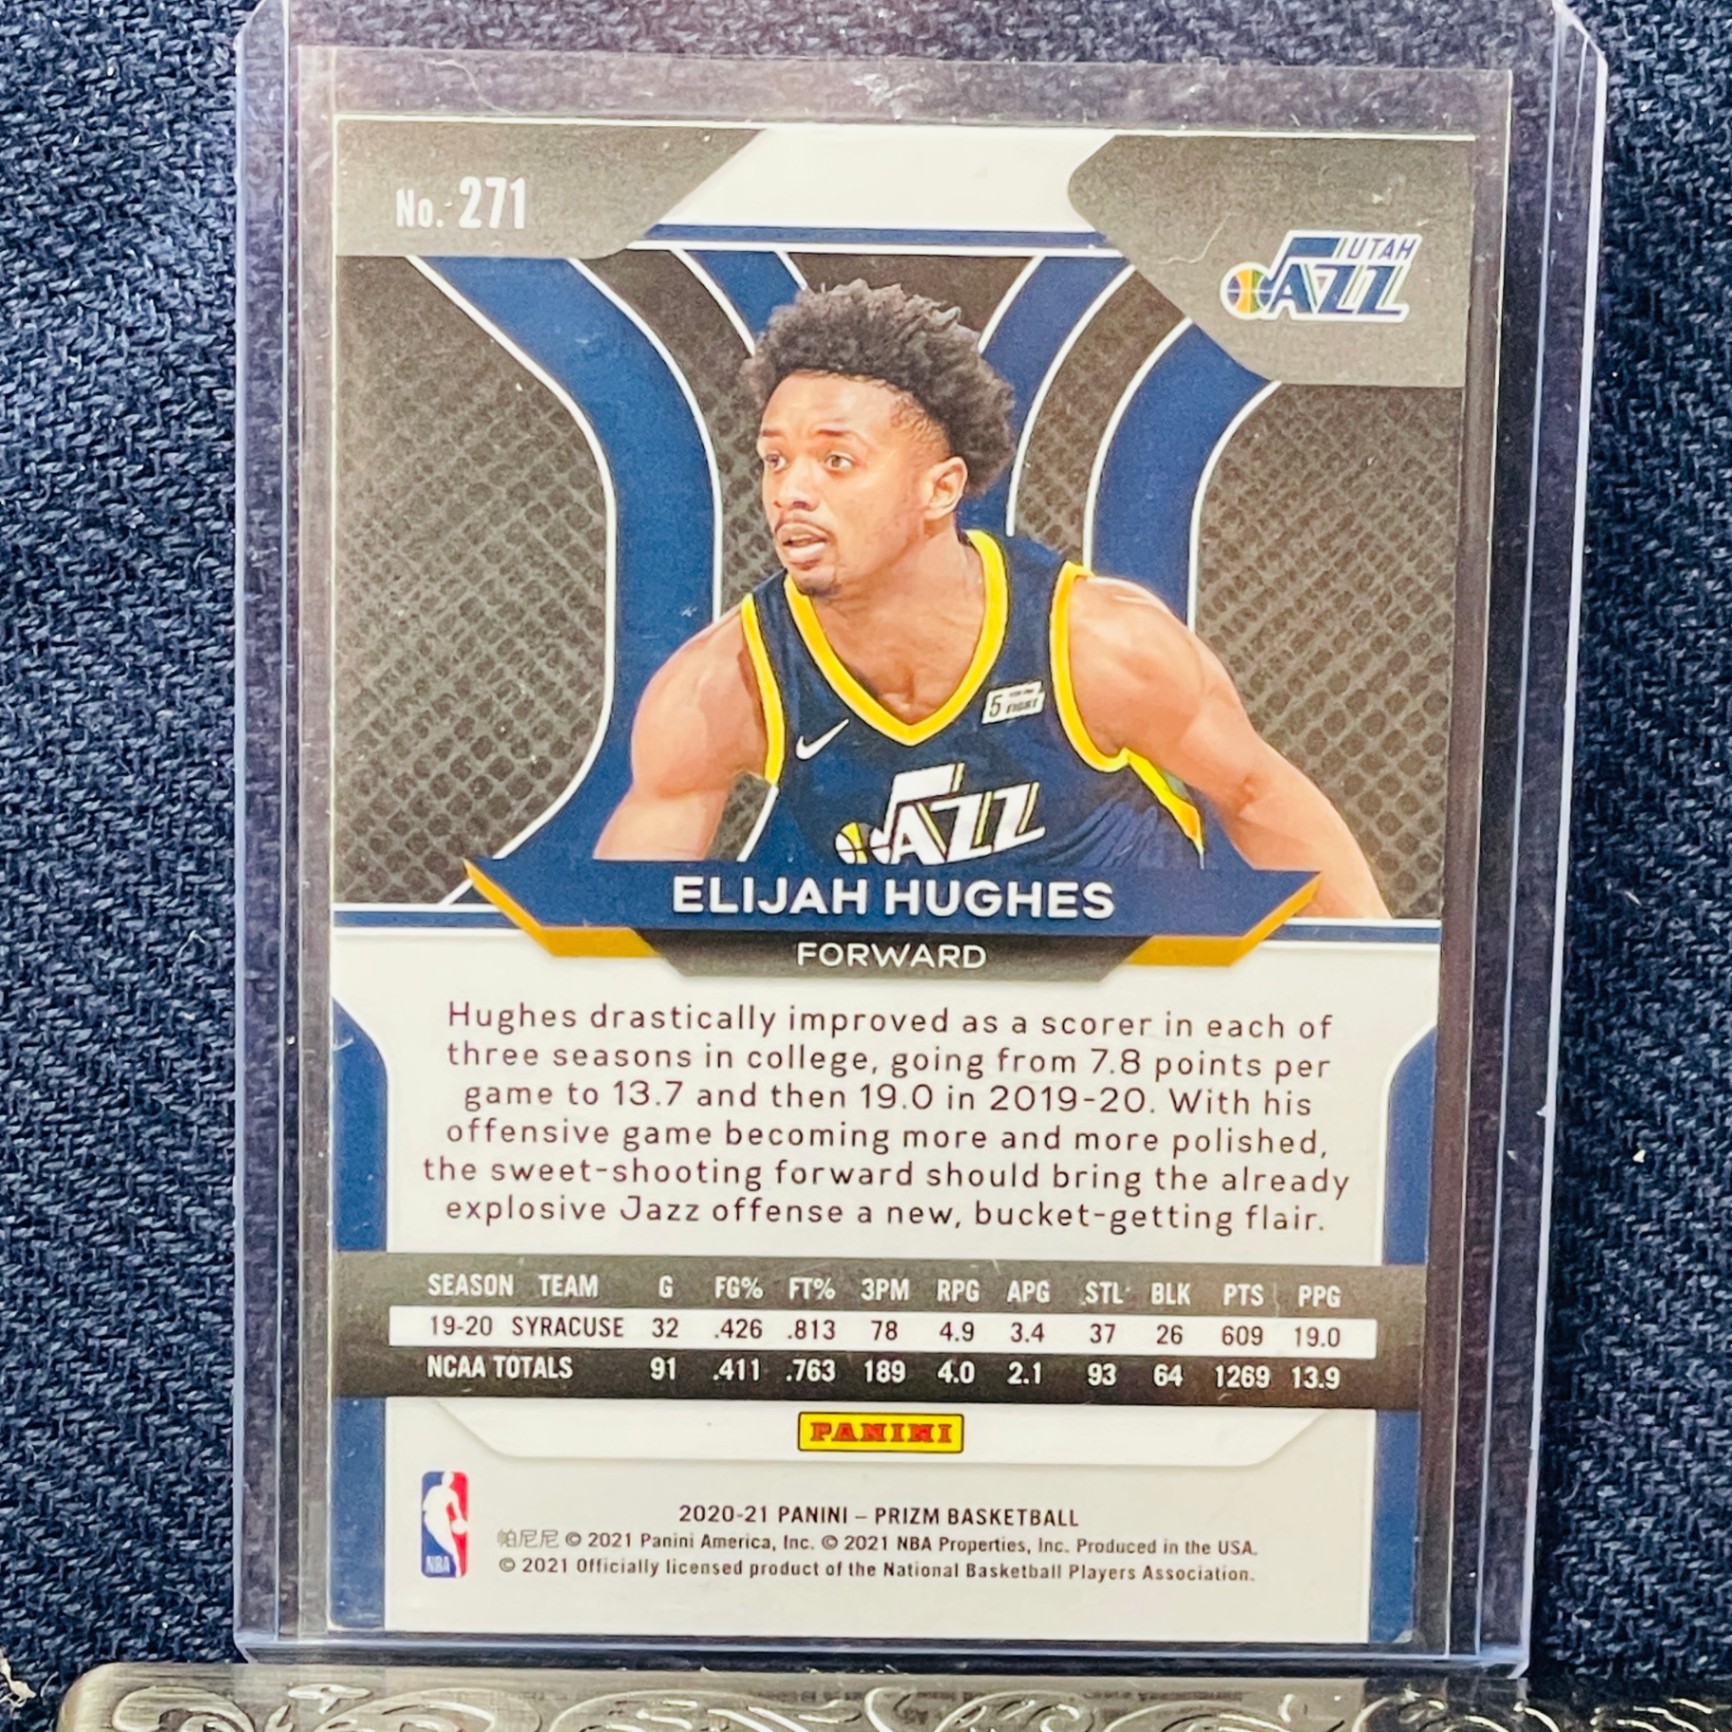 No. 271
UTAH
JAZZ
5 FOR THE
FIGHT
JAZZ
ELIJAH HUGHES
FORWARD
Hughes drastically improved as a scorer in each of
three seasons in college, going from 7.8 points per
game to 13.7 and then 19.0 in 2019-20. With his
offensive game becoming more and more polished,
the sweet-shooting forward should bring the already
explosive Jazz offense a new, bucket-getting flair.
SEASON TEAM G FG% FT% 3PM RPG APG STL BLK PTS PPG
19-20 SYRACUSE 32 .426 .813 78 4.9 3.4 37 26 609 19.0
NCAA TOTALS 91 .411 .763 189 4.0 2.1 93 64 1269 13.9
PANINI
2020-21 PANINI – PRIZM BASKETBALL
帕尼尼 © 2021 Panini America, Inc. © 2021 NBA Properties, Inc. Produced in the USA.
© 2021 Officially licensed product of the National Basketball Players Association.
NBA